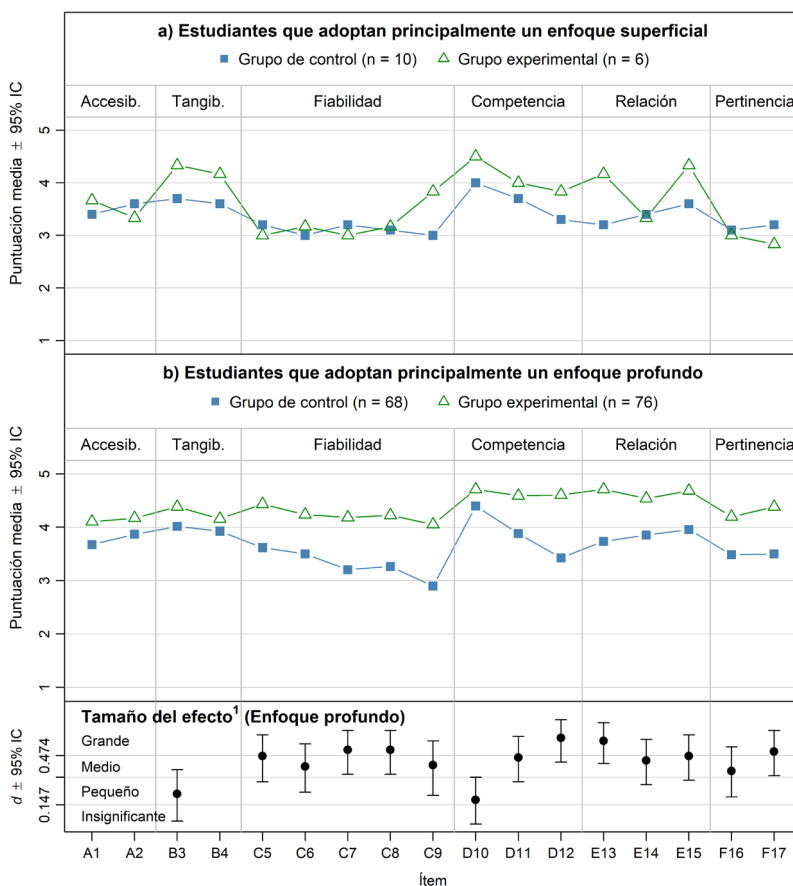 a) Estudiantes que adoptan principalmente un enfoque superficial
Grupo de control (n = 10) Grupo experimental (n = 6)
Accesib. Tangib. Fiabilidad Competencia Relación Pertinencia
Puntuación media ± 95% IC
5
4
3
2
1
b) Estudiantes que adoptan principalmente un enfoque profundo
Grupo de control (n = 68) Grupo experimental (n = 76)
Accesib. Tangib. Fiabilidad Competencia Relación Pertinencia
Puntuación media ± 95% IC
5
4
3
2
1
Tamaño del efecto¹ (Enfoque profundo)
d ± 95% IC
0.474
0.147
Grande
Medio
Pequeño
Insignificante
A1 A2 B3 B4 C5 C6 C7 C8 C9 D10 D11 D12 E13 E14 E15 F16 F17
Ítem